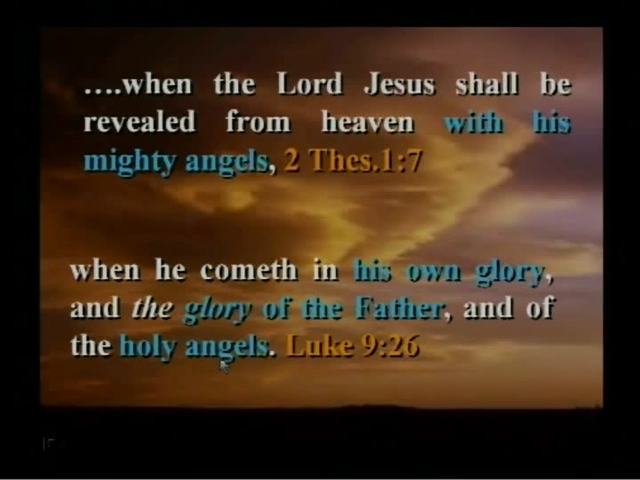 ....when the Lord Jesus shall be
revealed from heaven with his
mighty angels, 2 Thes.1:7
when he cometh in his own glory,
and the glory of the Father, and of
the holy angels. Luke 9:26